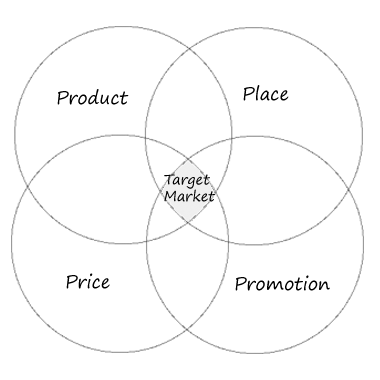 Product
Place
Target
Market
Price
Promotion